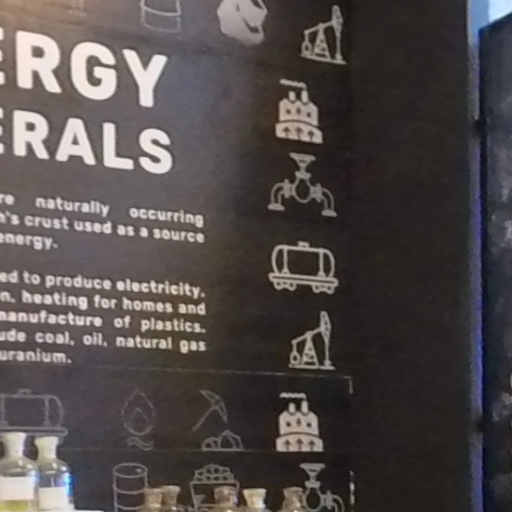 ERGY
ERALS
re naturally occurring
h's crust used as a source
energy.
ed to produce electricity,
n, heating for homes and
manufacture of plastics.
ude coal, oil, natural gas
uranium.